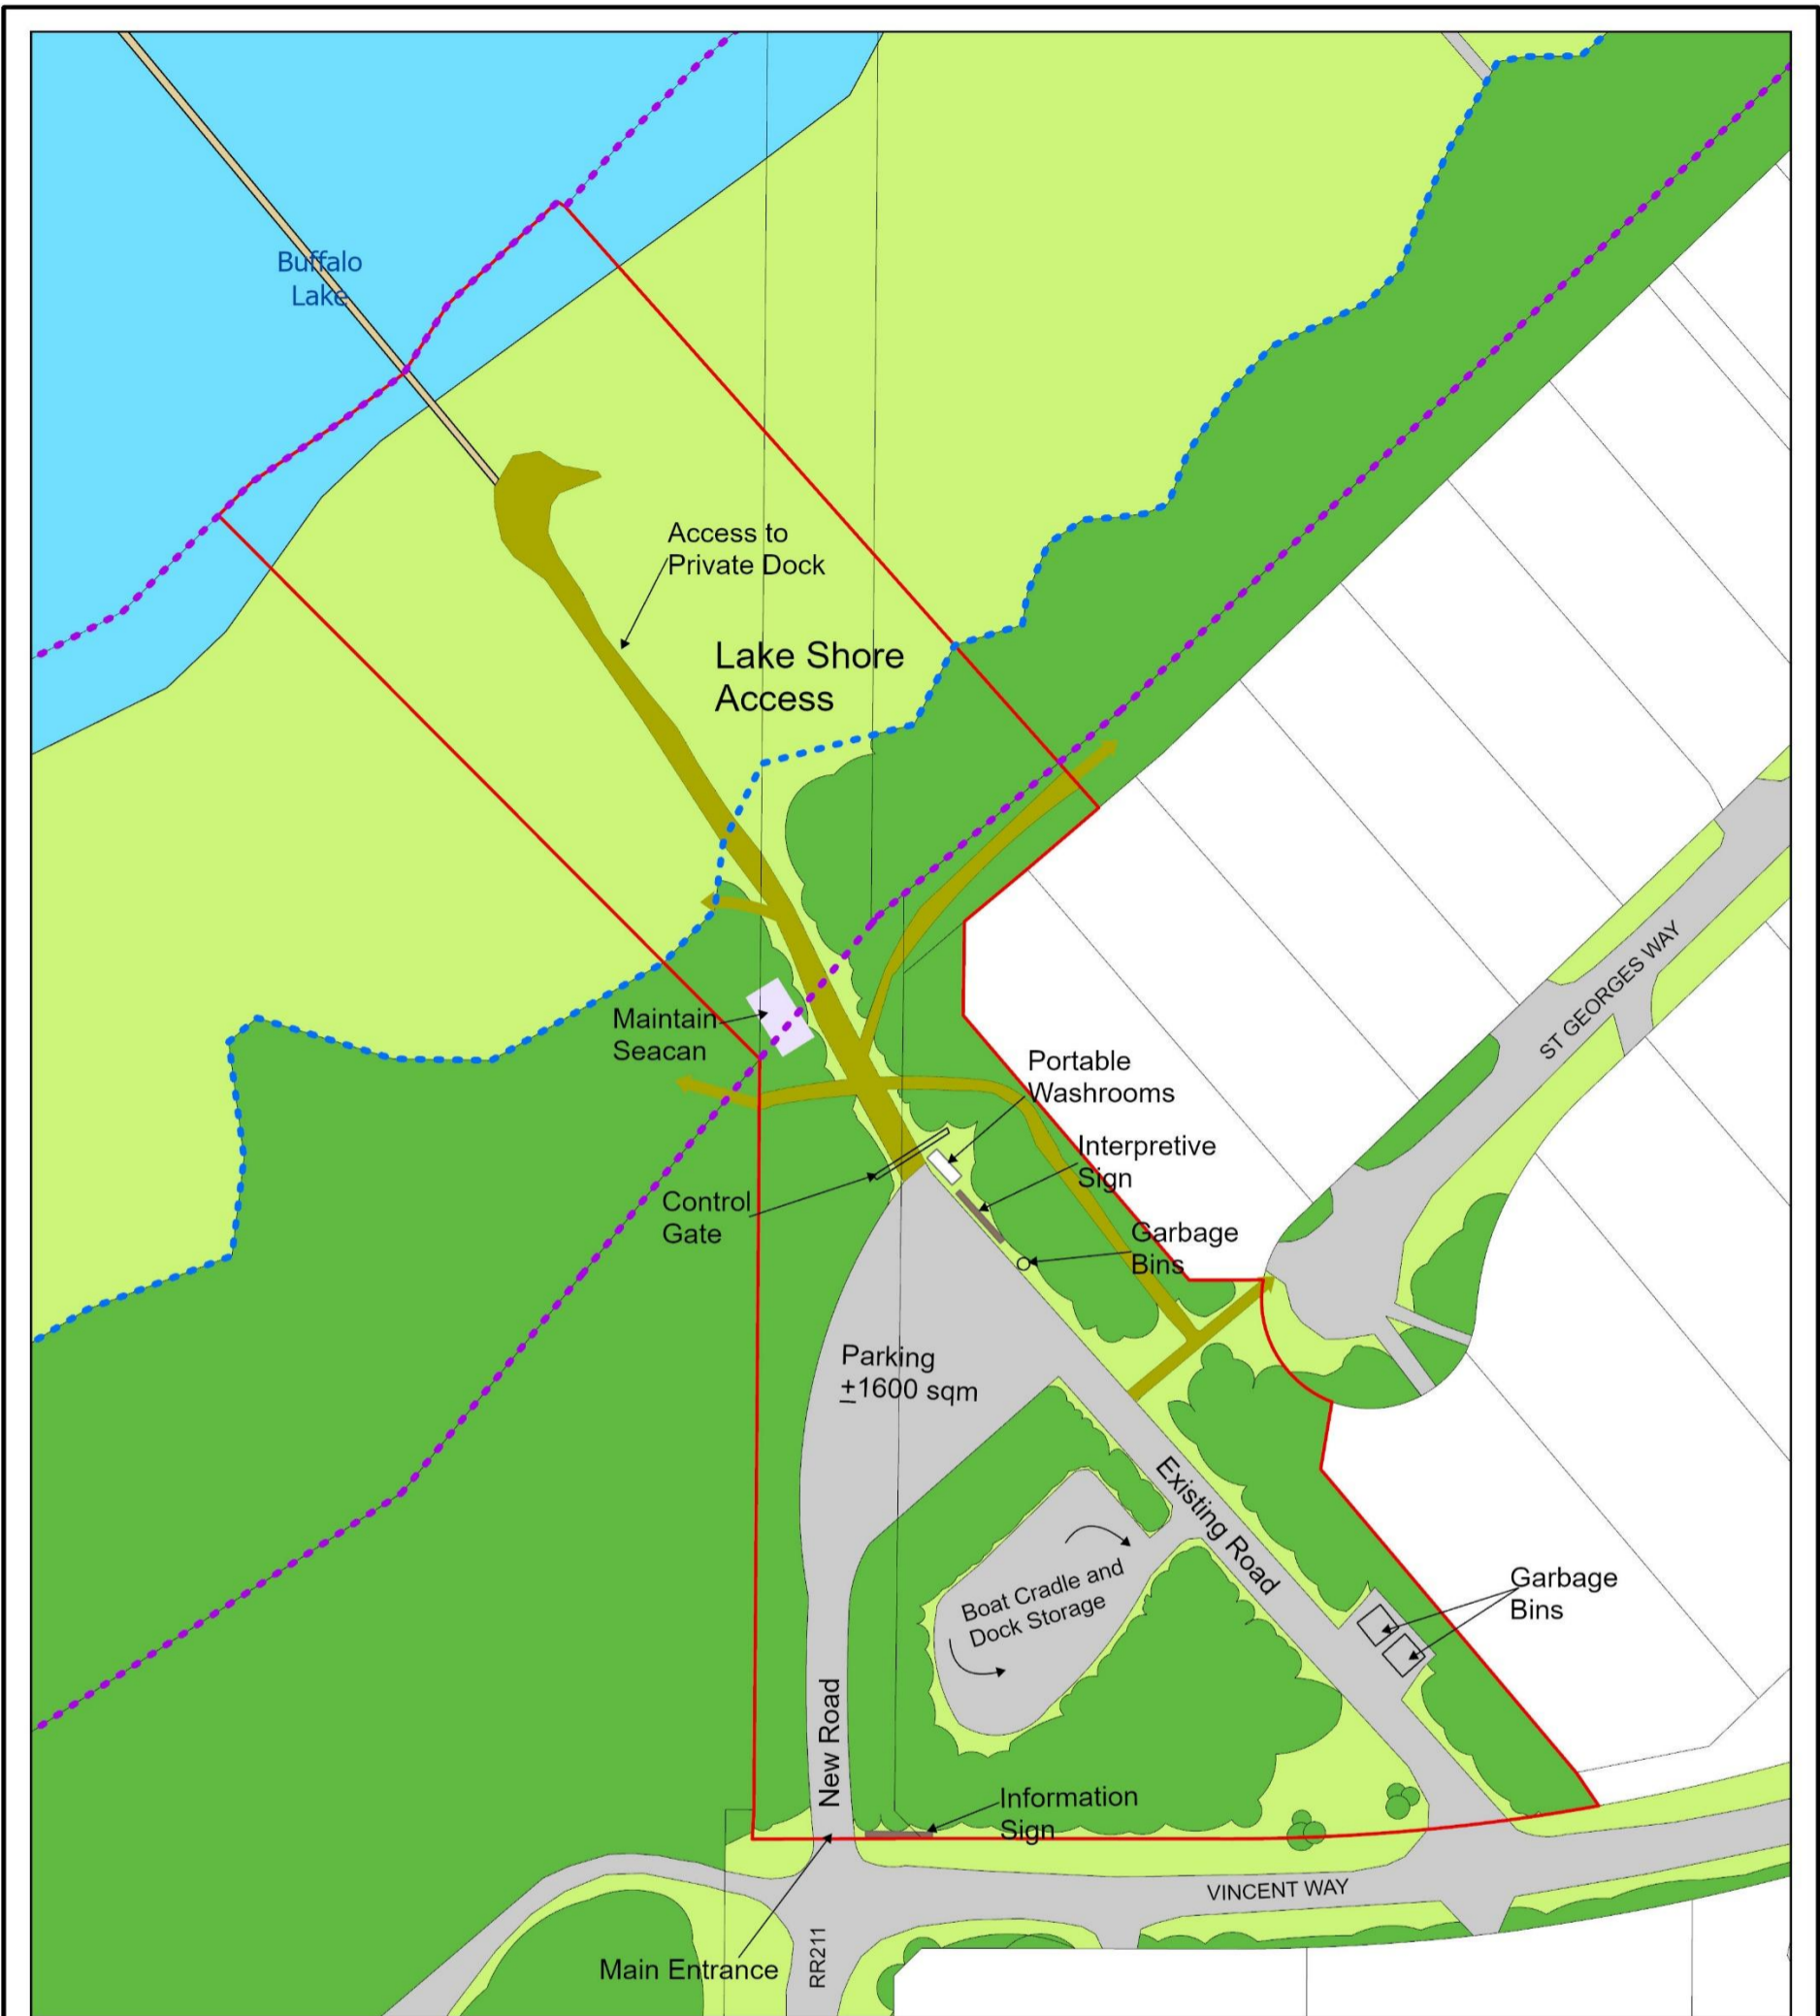 Buffalo
Lake
Access to
Private Dock
Lake Shore
Access
Maintain
Seacan
Portable
Washrooms
Interpretive
Sign
Control
Gate
Garbage
Bins
ST GEORGES WAY
Parking
±1600 sqm
Existing Road
Boat Cradle and
Dock Storage
Garbage
Bins
New Road
Information
Sign
VINCENT WAY
Main Entrance
RR211